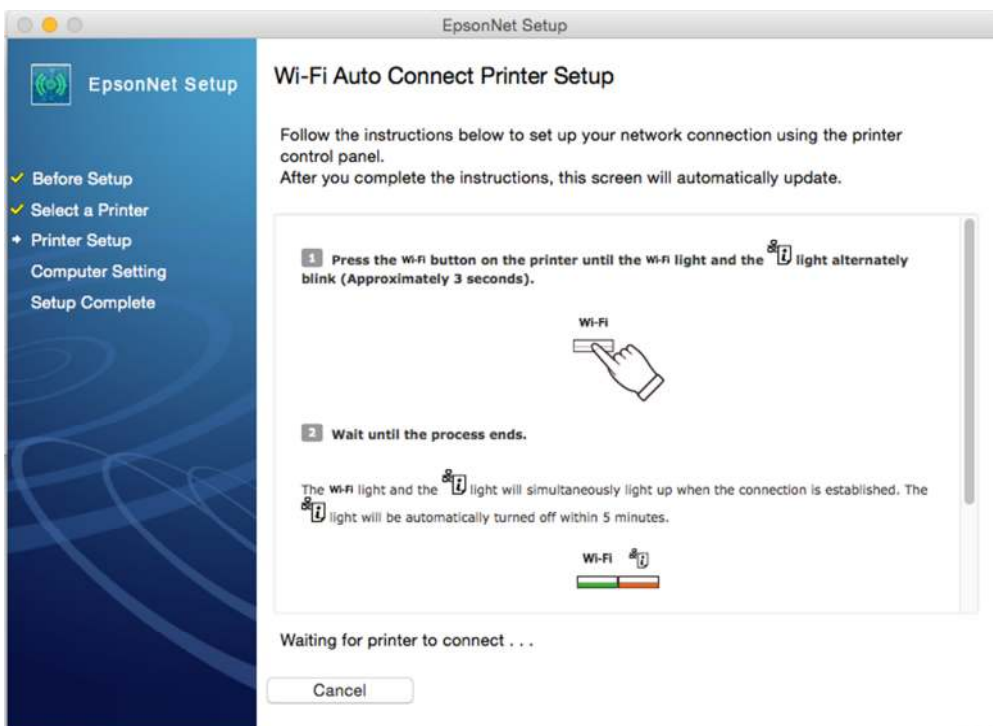 EpsonNet Setup
EpsonNet Setup
Before Setup
Select a Printer
Printer Setup
Computer Setting
Setup Complete
Wi-Fi Auto Connect Printer Setup
Follow the instructions below to set up your network connection using the printer
control panel.
After you complete the instructions, this screen will automatically update.
1 Press the Wi-Fi button on the printer until the Wi-Fi light and the i light alternately
blink (Approximately 3 seconds).
Wi-Fi
2 Wait until the process ends.
The Wi-Fi light and the i light will simultaneously light up when the connection is established. The
i light will be automatically turned off within 5 minutes.
Wi-Fi i
Waiting for printer to connect . . .
Cancel